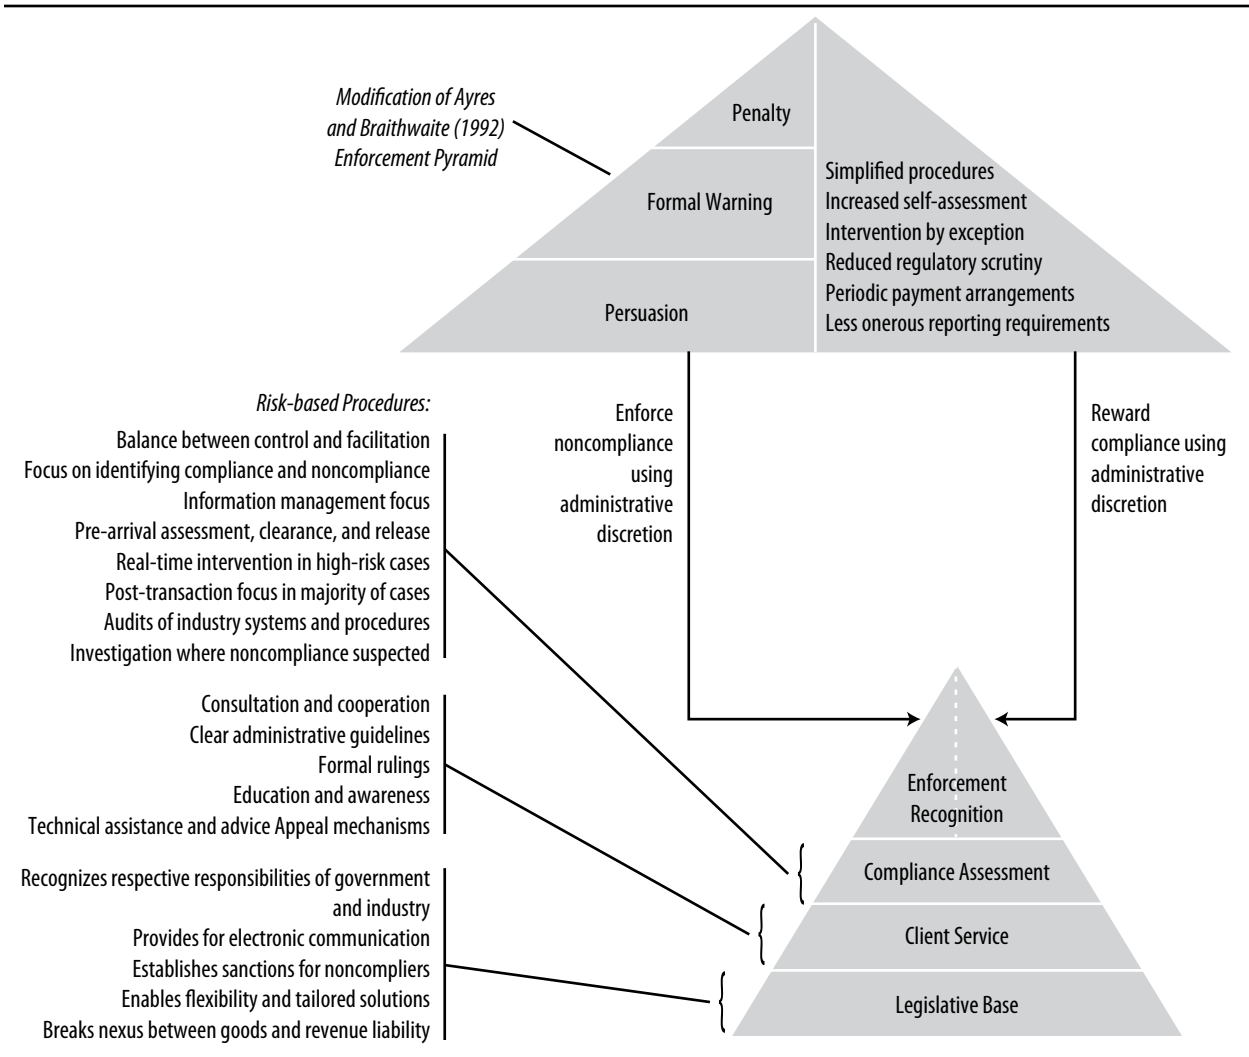 Modification of Ayres
and Braithwaite (1992)
Enforcement Pyramid
Penalty
Formal Warning
Persuasion
Simplified procedures
Increased self-assessment
Intervention by exception
Reduced regulatory scrutiny
Periodic payment arrangements
Less onerous reporting requirements
Enforce
noncompliance
using
administrative
discretion
Reward
compliance using
administrative
discretion
Risk-based Procedures:
Balance between control and facilitation
Focus on identifying compliance and noncompliance
Information management focus
Pre-arrival assessment, clearance, and release
Real-time intervention in high-risk cases
Post-transaction focus in majority of cases
Audits of industry systems and procedures
Investigation where noncompliance suspected
Consultation and cooperation
Clear administrative guidelines
Formal rulings
Education and awareness
Technical assistance and advice Appeal mechanisms
Recognizes respective responsibilities of government
and industry
Provides for electronic communication
Establishes sanctions for noncompliers
Enables flexibility and tailored solutions
Breaks nexus between goods and revenue liability
Enforcement
Recognition
Compliance Assessment
Client Service
Legislative Base